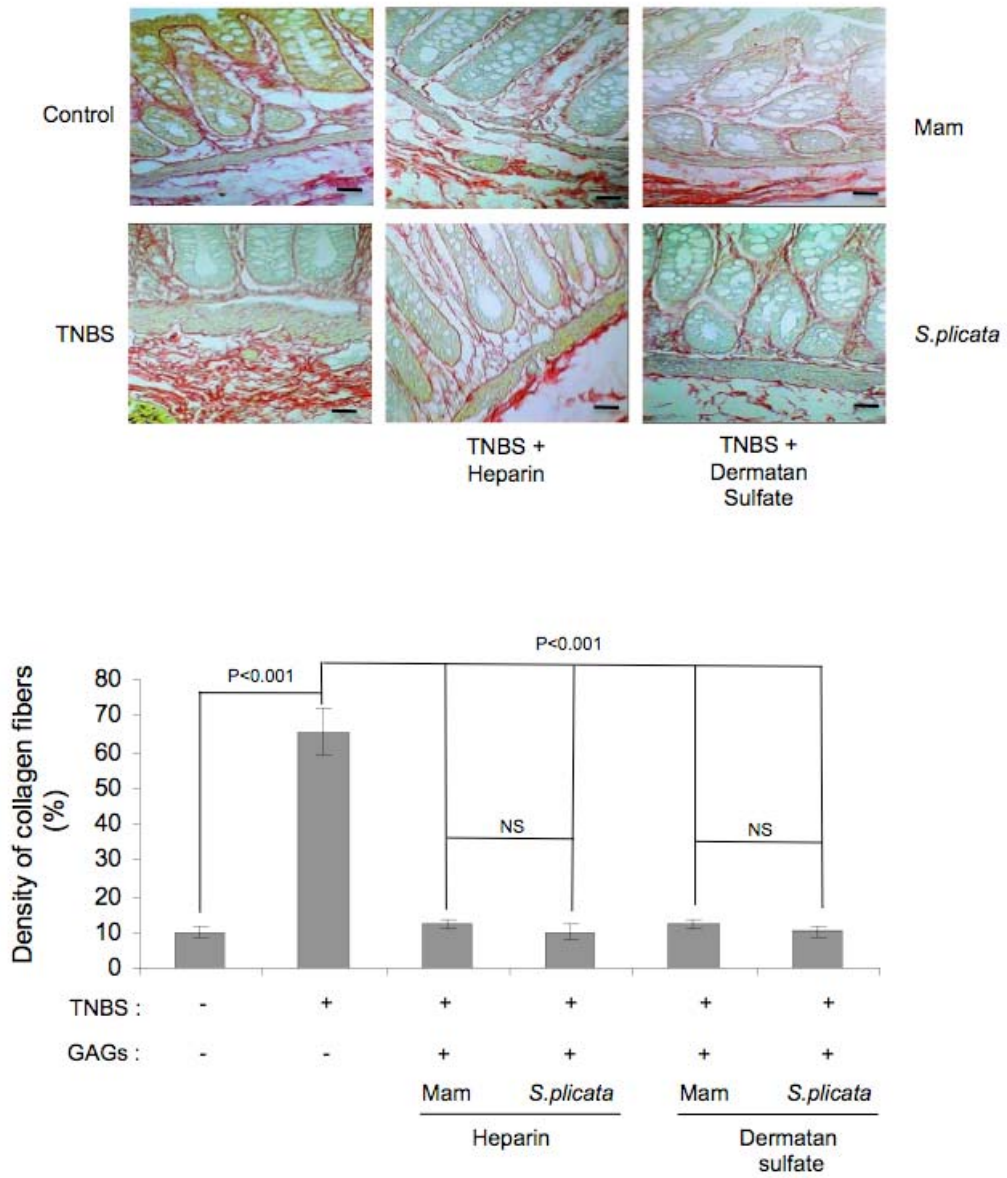 Control
Mam
TNBS
S.plicata
TNBS +
Heparin
TNBS +
Dermatan
Sulfate
P<0.001
P<0.001
Density of collagen fibers
(%)
80
70
60
50
40
30
20
10
0
NS
NS
TNBS : - + + + + +
GAGs : - - + + + +
Mam S.plicata Mam S.plicata
Heparin
Dermatan
sulfate